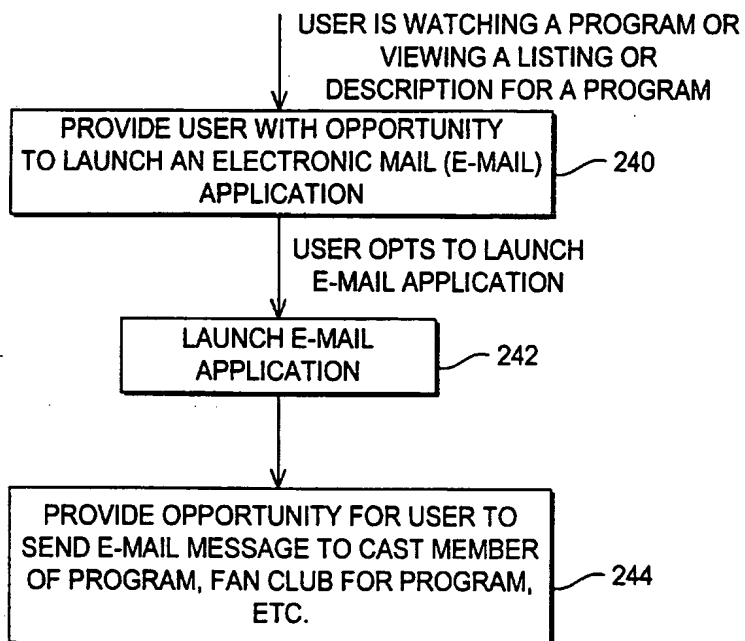 USER IS WATCHING A PROGRAM OR
VIEWING A LISTING OR
DESCRIPTION FOR A PROGRAM
PROVIDE USER WITH OPPORTUNITY
TO LAUNCH AN ELECTRONIC MAIL (E-MAIL)
APPLICATION
240
USER OPTS TO LAUNCH
E-MAIL APPLICATION
LAUNCH E-MAIL
APPLICATION
242
PROVIDE OPPORTUNITY FOR USER TO
SEND E-MAIL MESSAGE TO CAST MEMBER
OF PROGRAM, FAN CLUB FOR PROGRAM,
ETC.
244